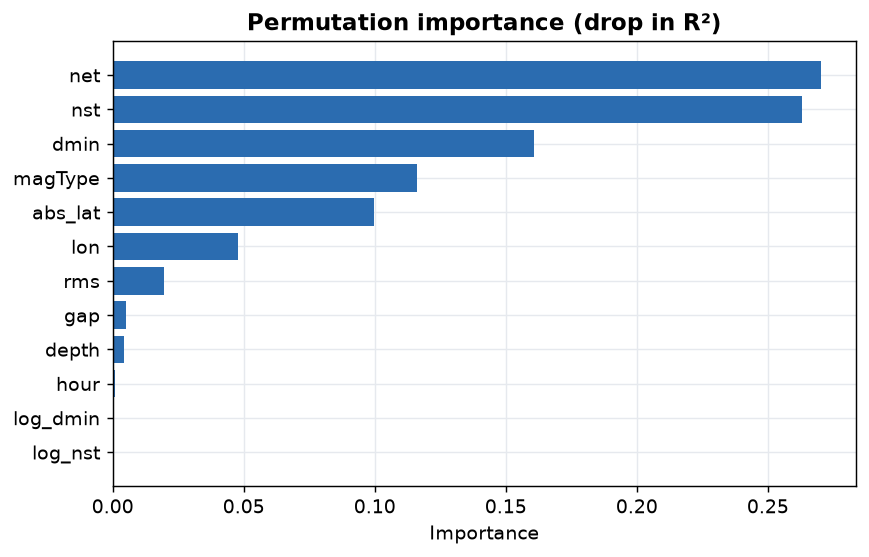 Permutation importance (drop in R²)
net
nst
dmin
magType
abs_lat
lon
rms
gap
depth
hour
log_dmin
log_nst
0.00 0.05 0.10 0.15 0.20 0.25
Importance